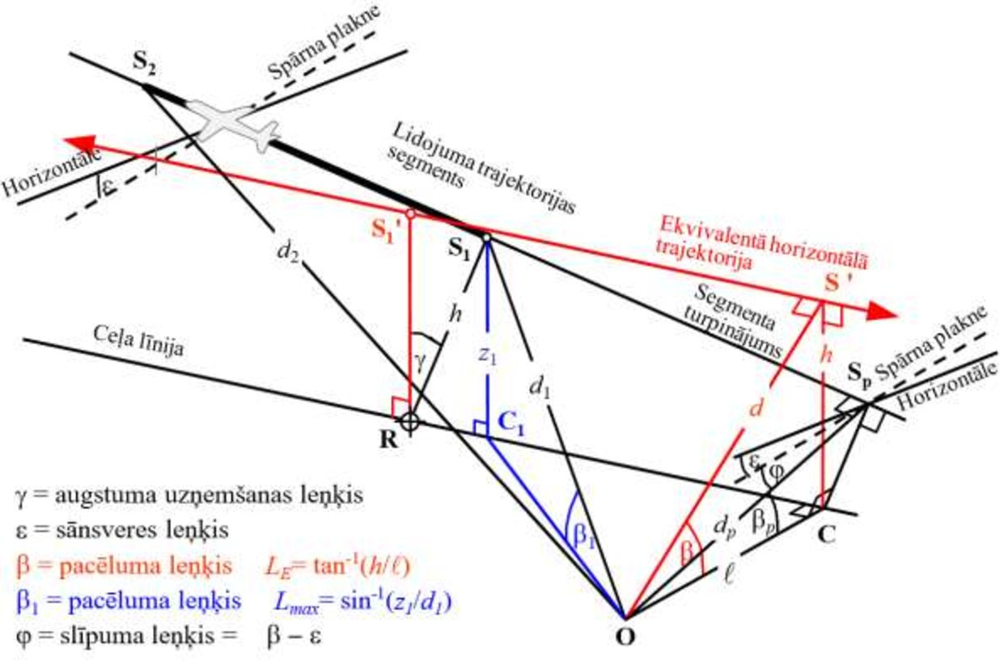 S₂
Spārna plakne
Horizontāle
ε
Lidojuma trajektorijas
segments
S₁'
S₁
d₂
Ekvivalentā horizontālā
trajektorija
S'
h
Segmenta
turpinājums
h
Ceļa līnija
γ
z₁
d₁
Sₚ
Spārna plakne
Horizontāle
d
R
C₁
ε
φ
γ = augstuma uzņemšanas leņķis
ε = sānsveres leņķis
β = pacēluma leņķis L_E= tan⁻¹(h/ℓ)
β₁ = pacēluma leņķis L_max= sin⁻¹(z₁/d₁)
φ = slīpuma leņķis = β – ε
β₁
β
dₚ
βₚ
C
ℓ
O